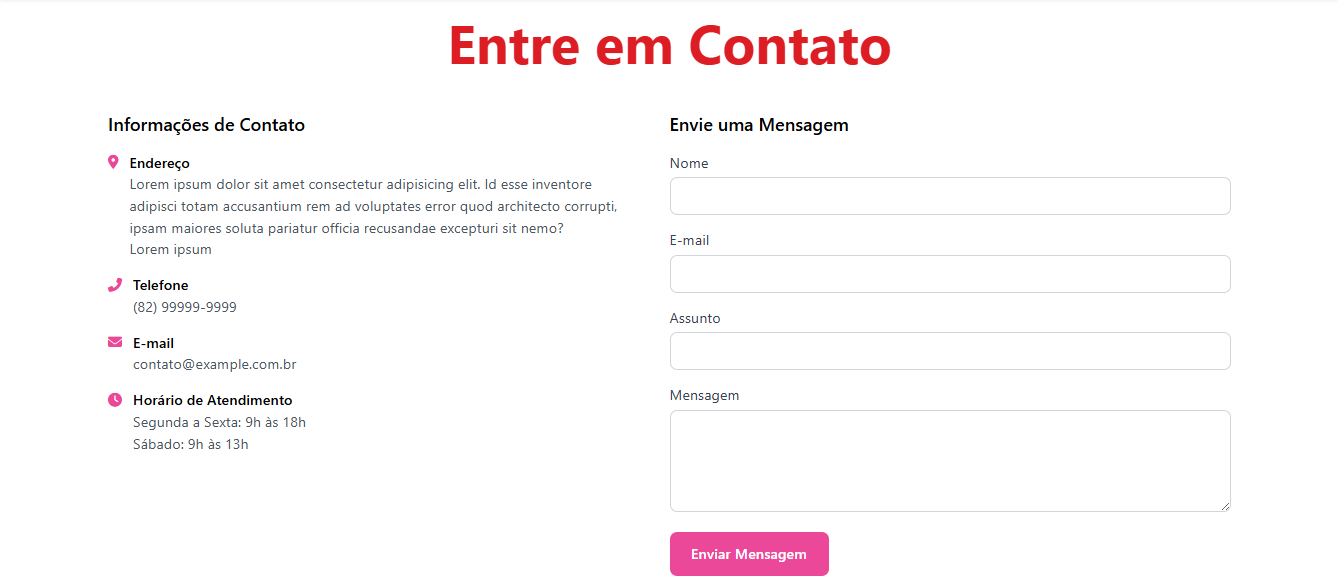 Entre em Contato
Informações de Contato
Endereço
Lorem ipsum dolor sit amet consectetur adipisicing elit. Id esse inventore
adipisci totam accusantium rem ad voluptates error quod architecto corrupti,
ipsam maiores soluta pariatur officia recusandae excepturi sit nemo?
Lorem ipsum
Telefone
(82) 99999-9999
E-mail
contato@example.com.br
Horário de Atendimento
Segunda a Sexta: 9h às 18h
Sábado: 9h às 13h
Envie uma Mensagem
Nome
E-mail
Assunto
Mensagem
Enviar Mensagem